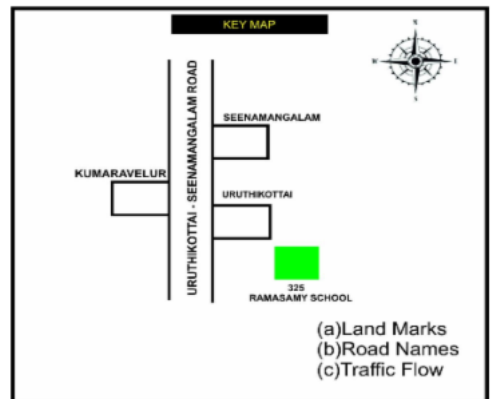 KEY MAP
N
W
E
S
URUTHIKOTTAI - SEENAMANGALAM ROAD
SEENAMANGALAM
KUMARAVELUR
URUTHIKOTTAI
325
RAMASAMY SCHOOL
(a)Land Marks
(b)Road Names
(c)Traffic Flow